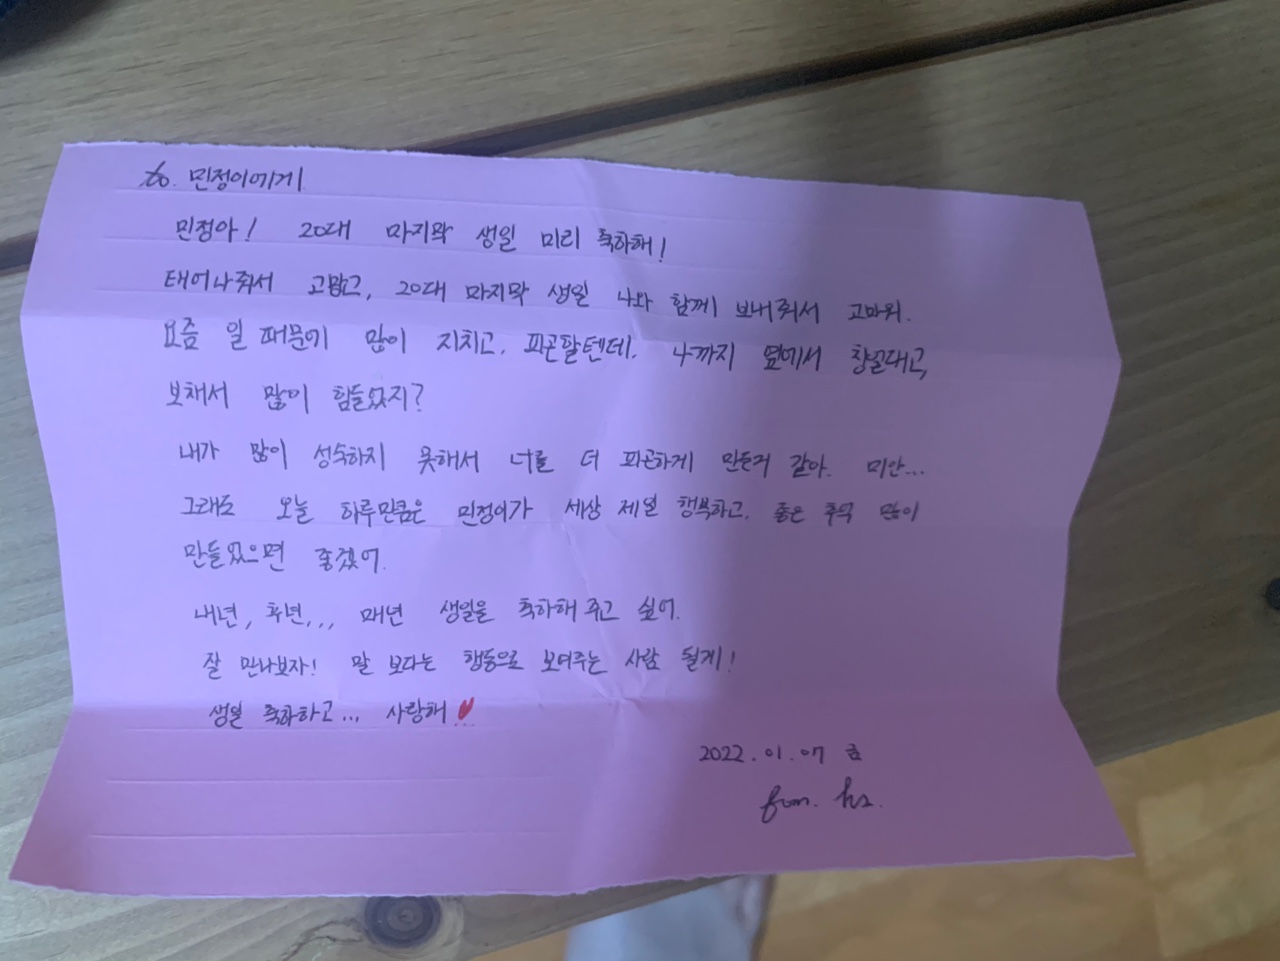 to. 민정이에게
민정아! 20대 마지막 생일 미리 축하해!
태어나줘서 고맙고, 20대 마지막 생일 나와 함께 보내줘서 고마워.
요즘 일 때문에 많이 지치고, 피곤할텐데, 나까지 옆에서 찡얼대고,
보채서 많이 힘들었지?
내가 많이 성숙하지 못해서 너를 더 피곤하게 만든거 같아. 미안...
그래도 오늘 하루만큼은 민정이가 세상 제일 행복하고, 좋은 추억 많이
만들었으면 좋겠어.
내년, 후년,,, 매년 생일을 축하해 주고 싶어.
잘 만나보자! 말 보다는 행동으로 보여주는 사람 될게!
생일 축하하고... 사랑해
2022.01.07 금
from. hs.